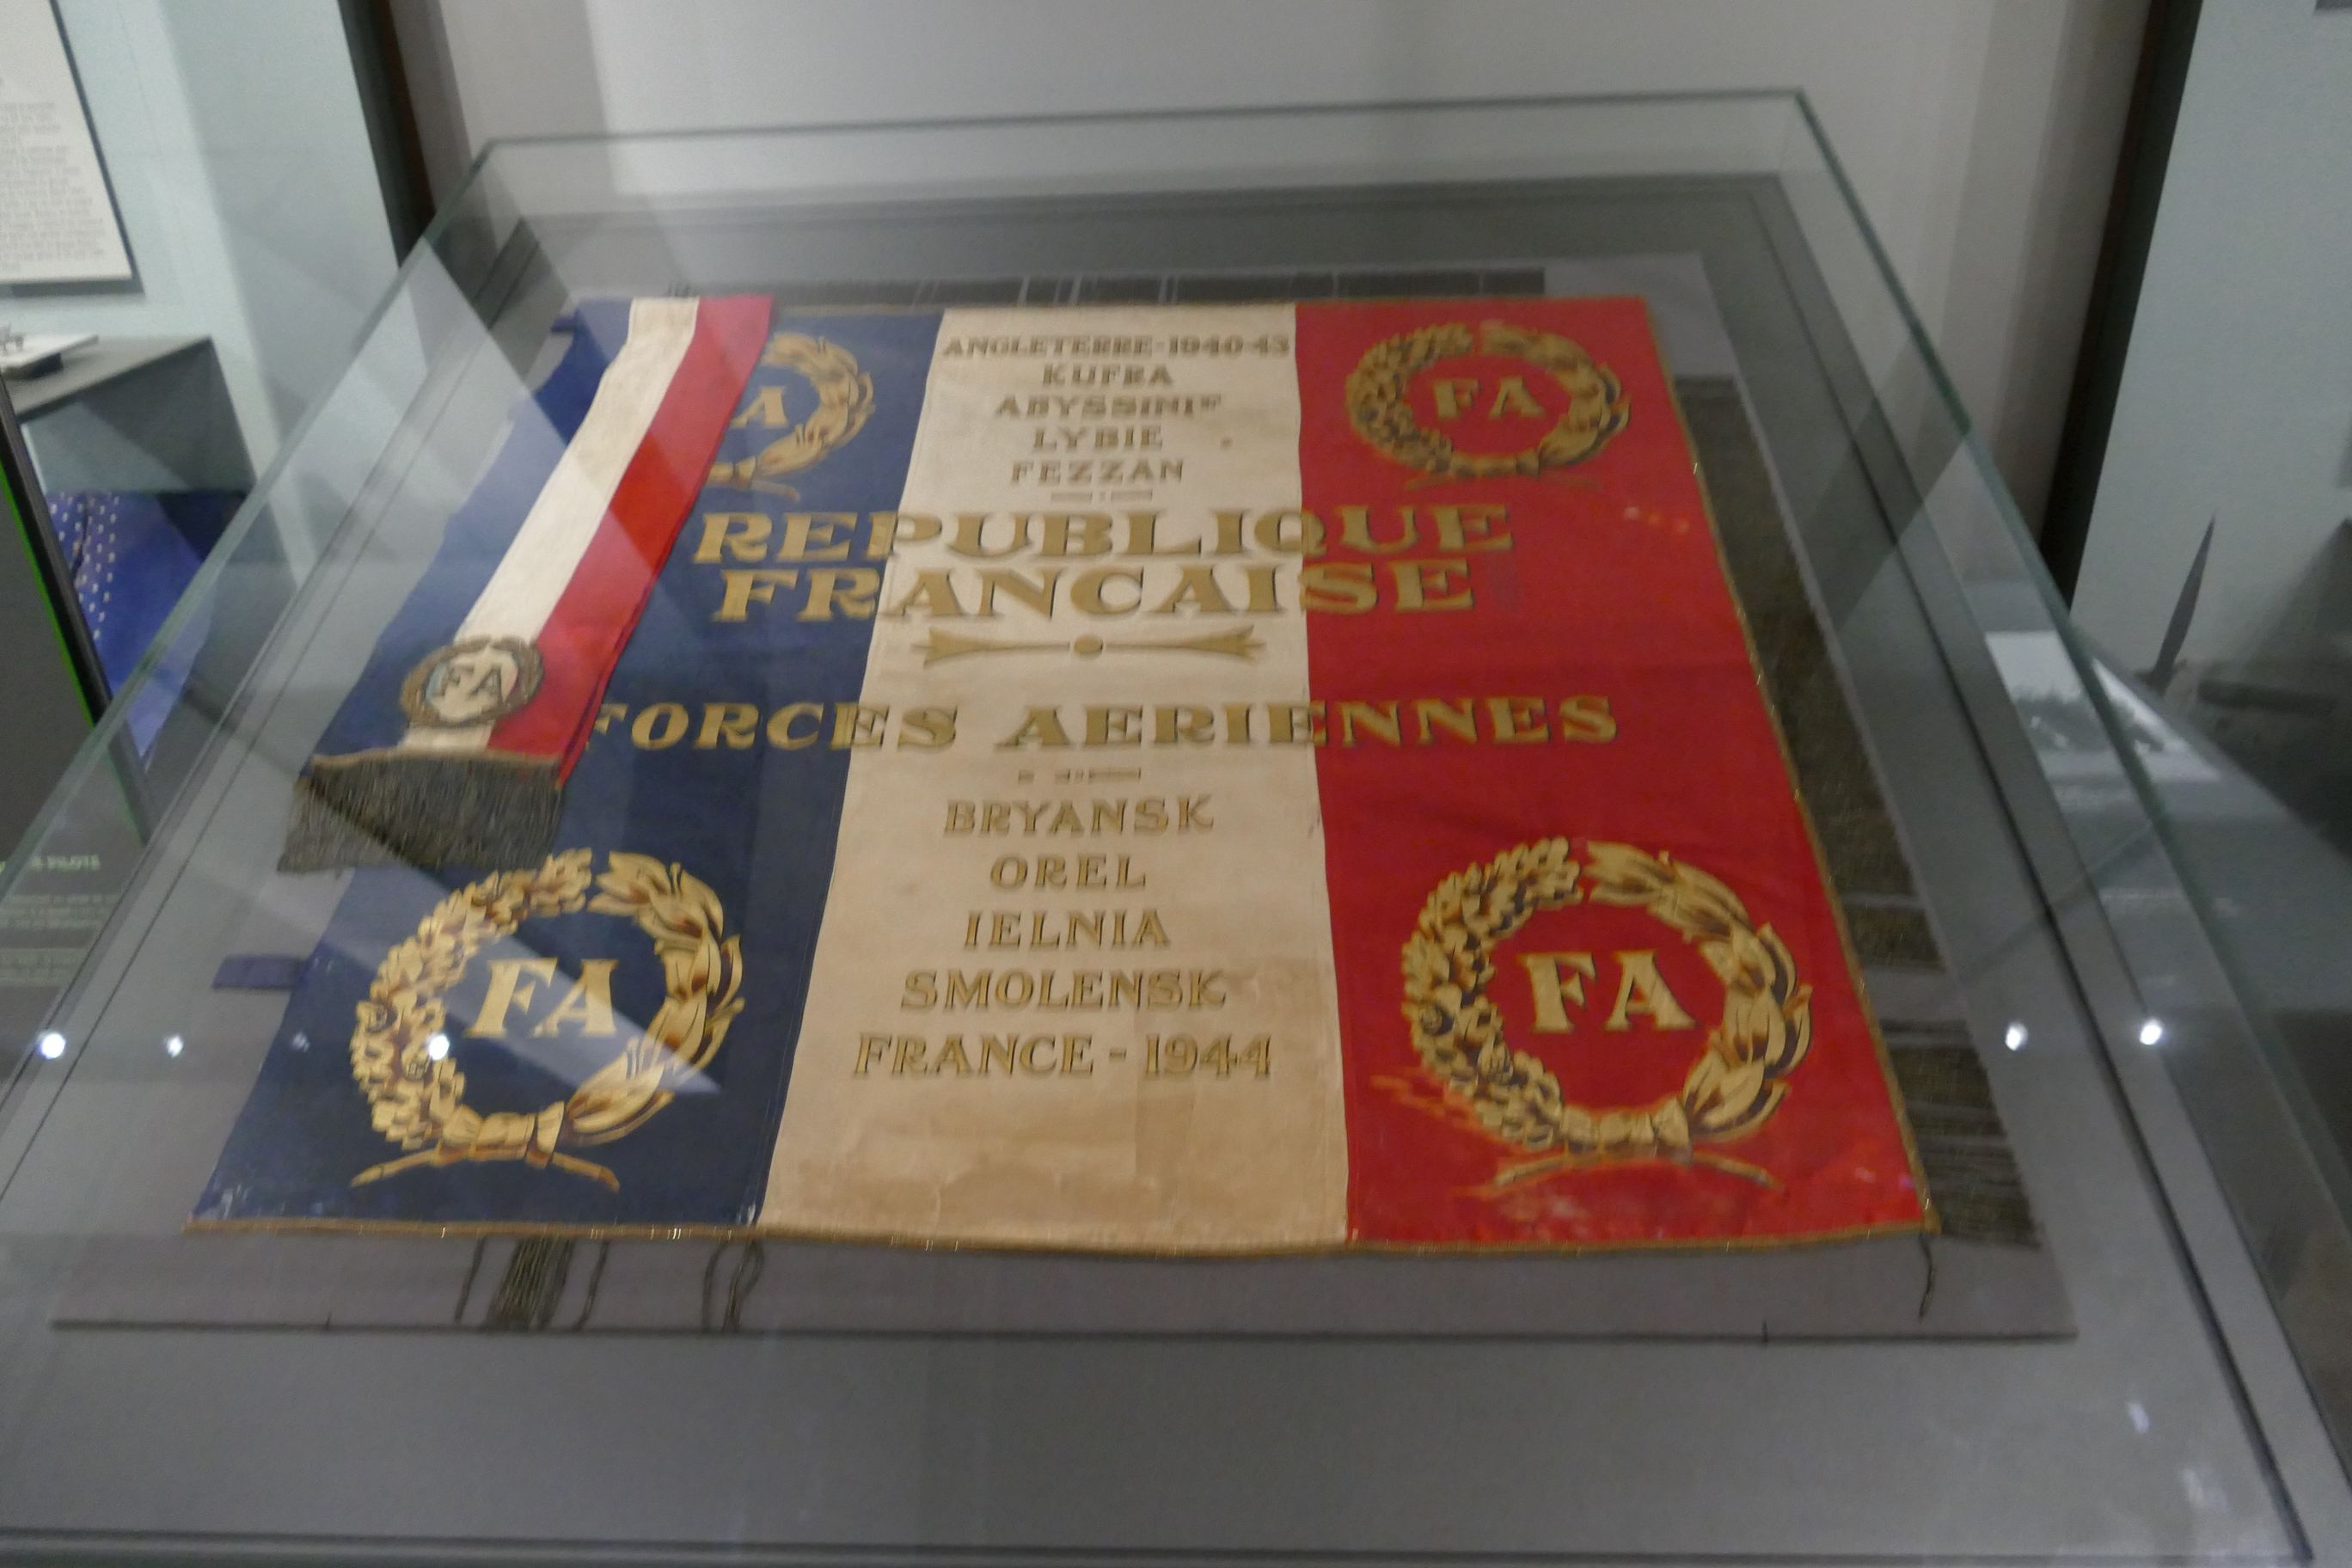 ANGLETERRE-1940-43
KUFRA
ABYSSINIE
LYBIE
FEZZAN
A
FA
REPUBLIQUE
FRANCAISE
FA
FORCES AERIENNES
BRYANSK
OREL
IELNIA
SMOLENSK
FRANCE - 1944
FA
FA
PILOTE